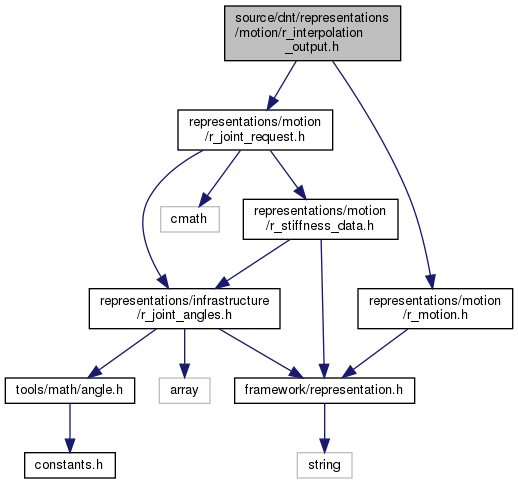 source/dnt/representations
/motion/r_interpolation
_output.h
representations/motion
/r_joint_request.h
cmath
representations/motion
/r_stiffness_data.h
representations/infrastructure
/r_joint_angles.h
representations/motion
/r_motion.h
tools/math/angle.h
array
framework/representation.h
constants.h
string